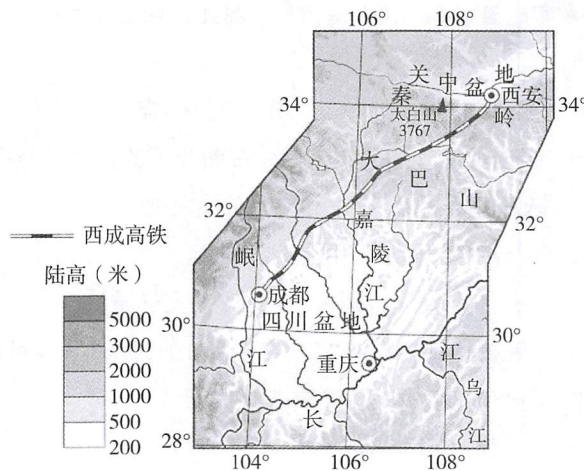 106°
108°
关中盆地
秦岭
西安
34°
太白山
3767
34°
大巴山
32°
32°
西成高铁
嘉陵江
岷江
陆高（米）
成都
四川盆地
5000
3000
2000
1000
500
200
30°
30°
重庆
乌江
长江
28°
28°
104°
106°
108°